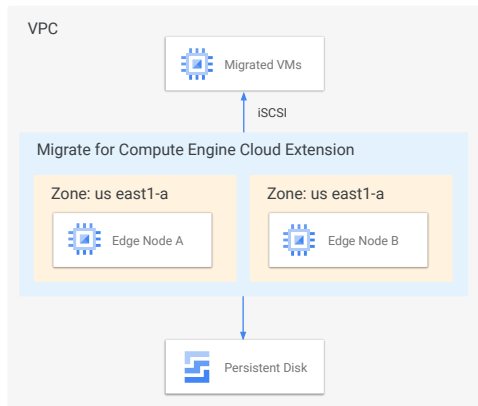 VPC
Migrated VMs
iSCSI
Migrate for Compute Engine Cloud Extension
Zone: us east1-a
Zone: us east1-a
Edge Node A
Edge Node B
Persistent Disk